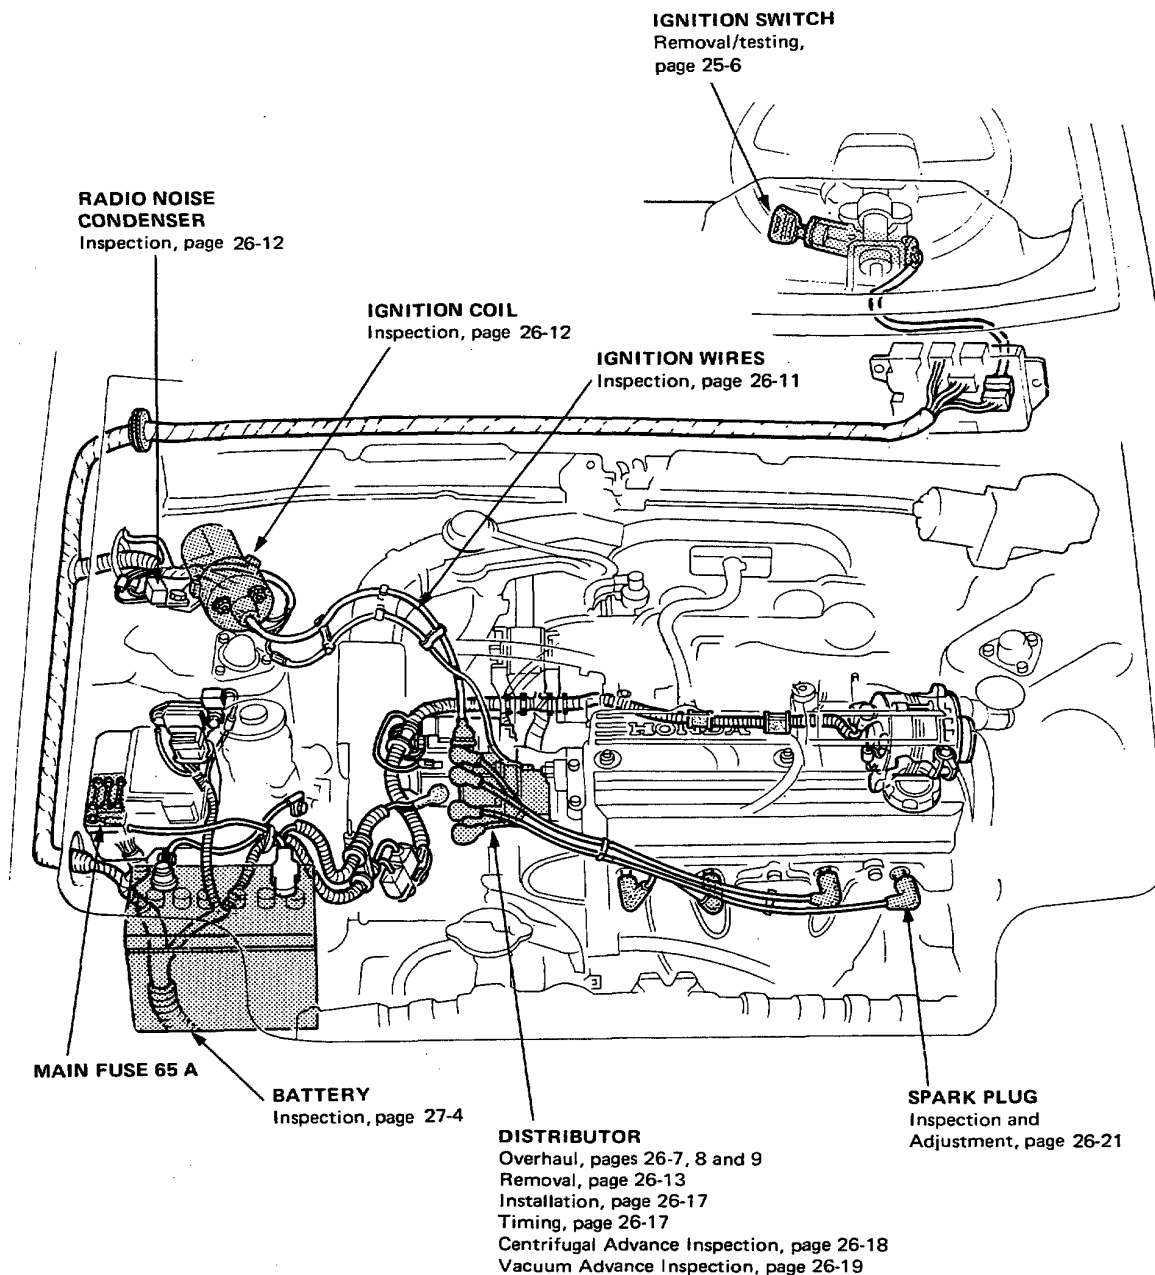 IGNITION SWITCH
Removal/testing,
page 25-6
RADIO NOISE
CONDENSER
Inspection, page 26-12
IGNITION COIL
Inspection, page 26-12
IGNITION WIRES
Inspection, page 26-11
HONDA
MAIN FUSE 65 A
BATTERY
Inspection, page 27-4
DISTRIBUTOR
Overhaul, pages 26-7, 8 and 9
Removal, page 26-13
Installation, page 26-17
Timing, page 26-17
Centrifugal Advance Inspection, page 26-18
Vacuum Advance Inspection, page 26-19
SPARK PLUG
Inspection and
Adjustment, page 26-21